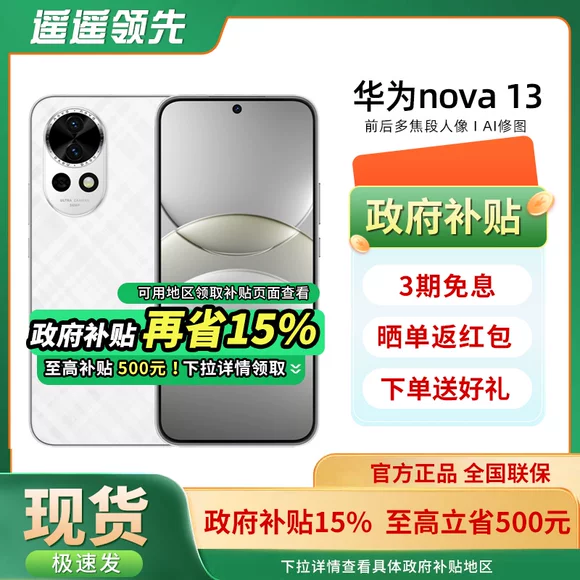 遥遥领先
华为nova 13
前后多焦段人像 I AI修图
政府补贴
3期免息
晒单返红包
下单送好礼
可用地区领取补贴页面查看
政府补贴 再省15%
至高补贴 500元！下拉详情领取
官方正品 全国联保
现货
极速发
政府补贴15% 至高立省500元
下拉详情查看具体政府补贴地区